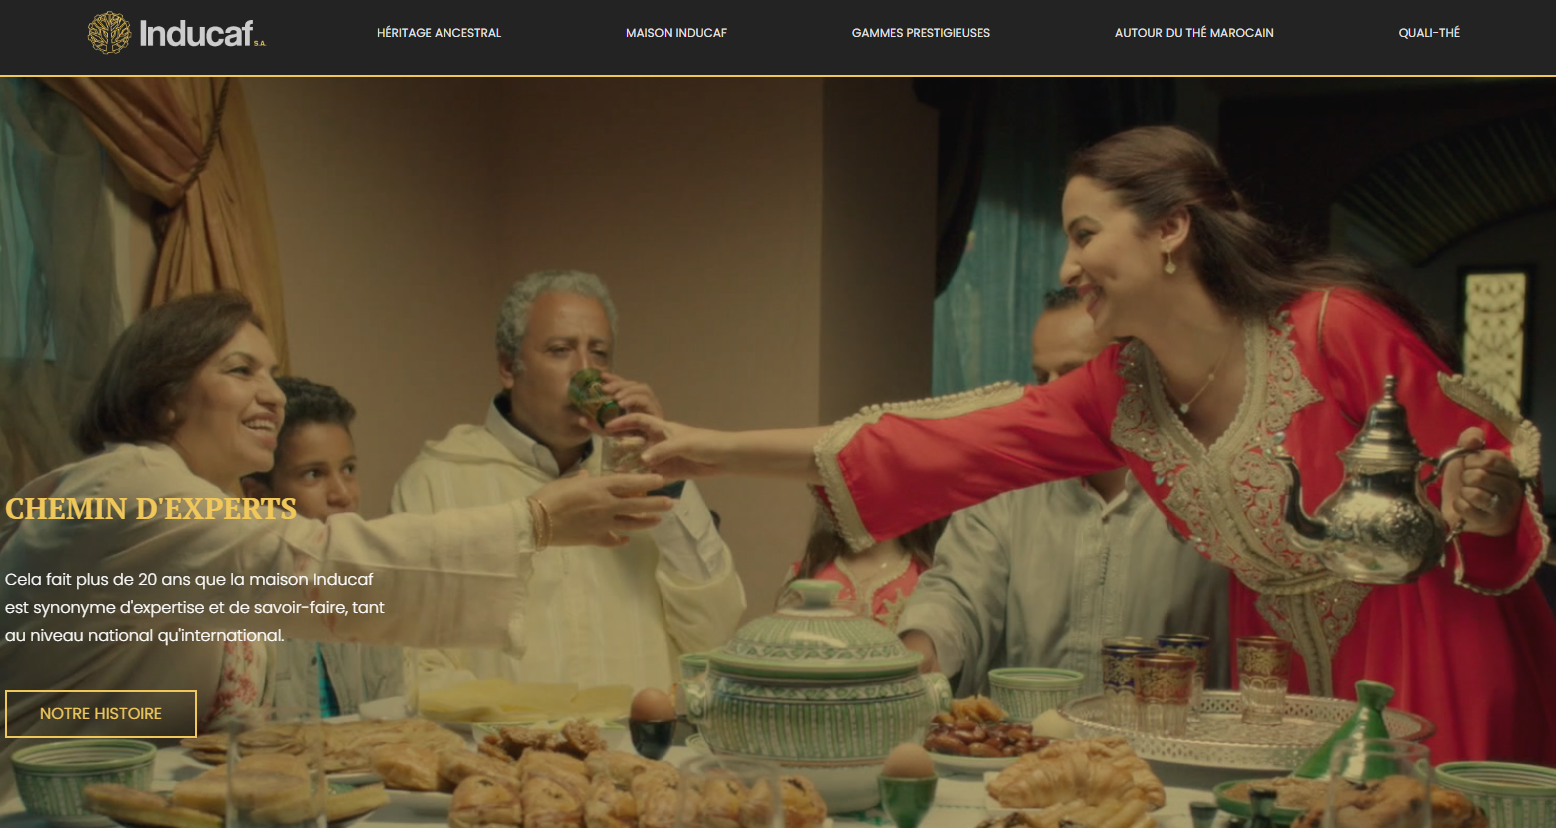 Inducaf S.A.
HÉRITAGE ANCESTRAL
MAISON INDUCAF
GAMMES PRESTIGIEUSES
AUTOUR DU THÉ MAROCAIN
QUALI-THÉ
CHEMIN D'EXPERTS
Cela fait plus de 20 ans que la maison Inducaf
est synonyme d'expertise et de savoir-faire, tant
au niveau national qu'international.
NOTRE HISTOIRE